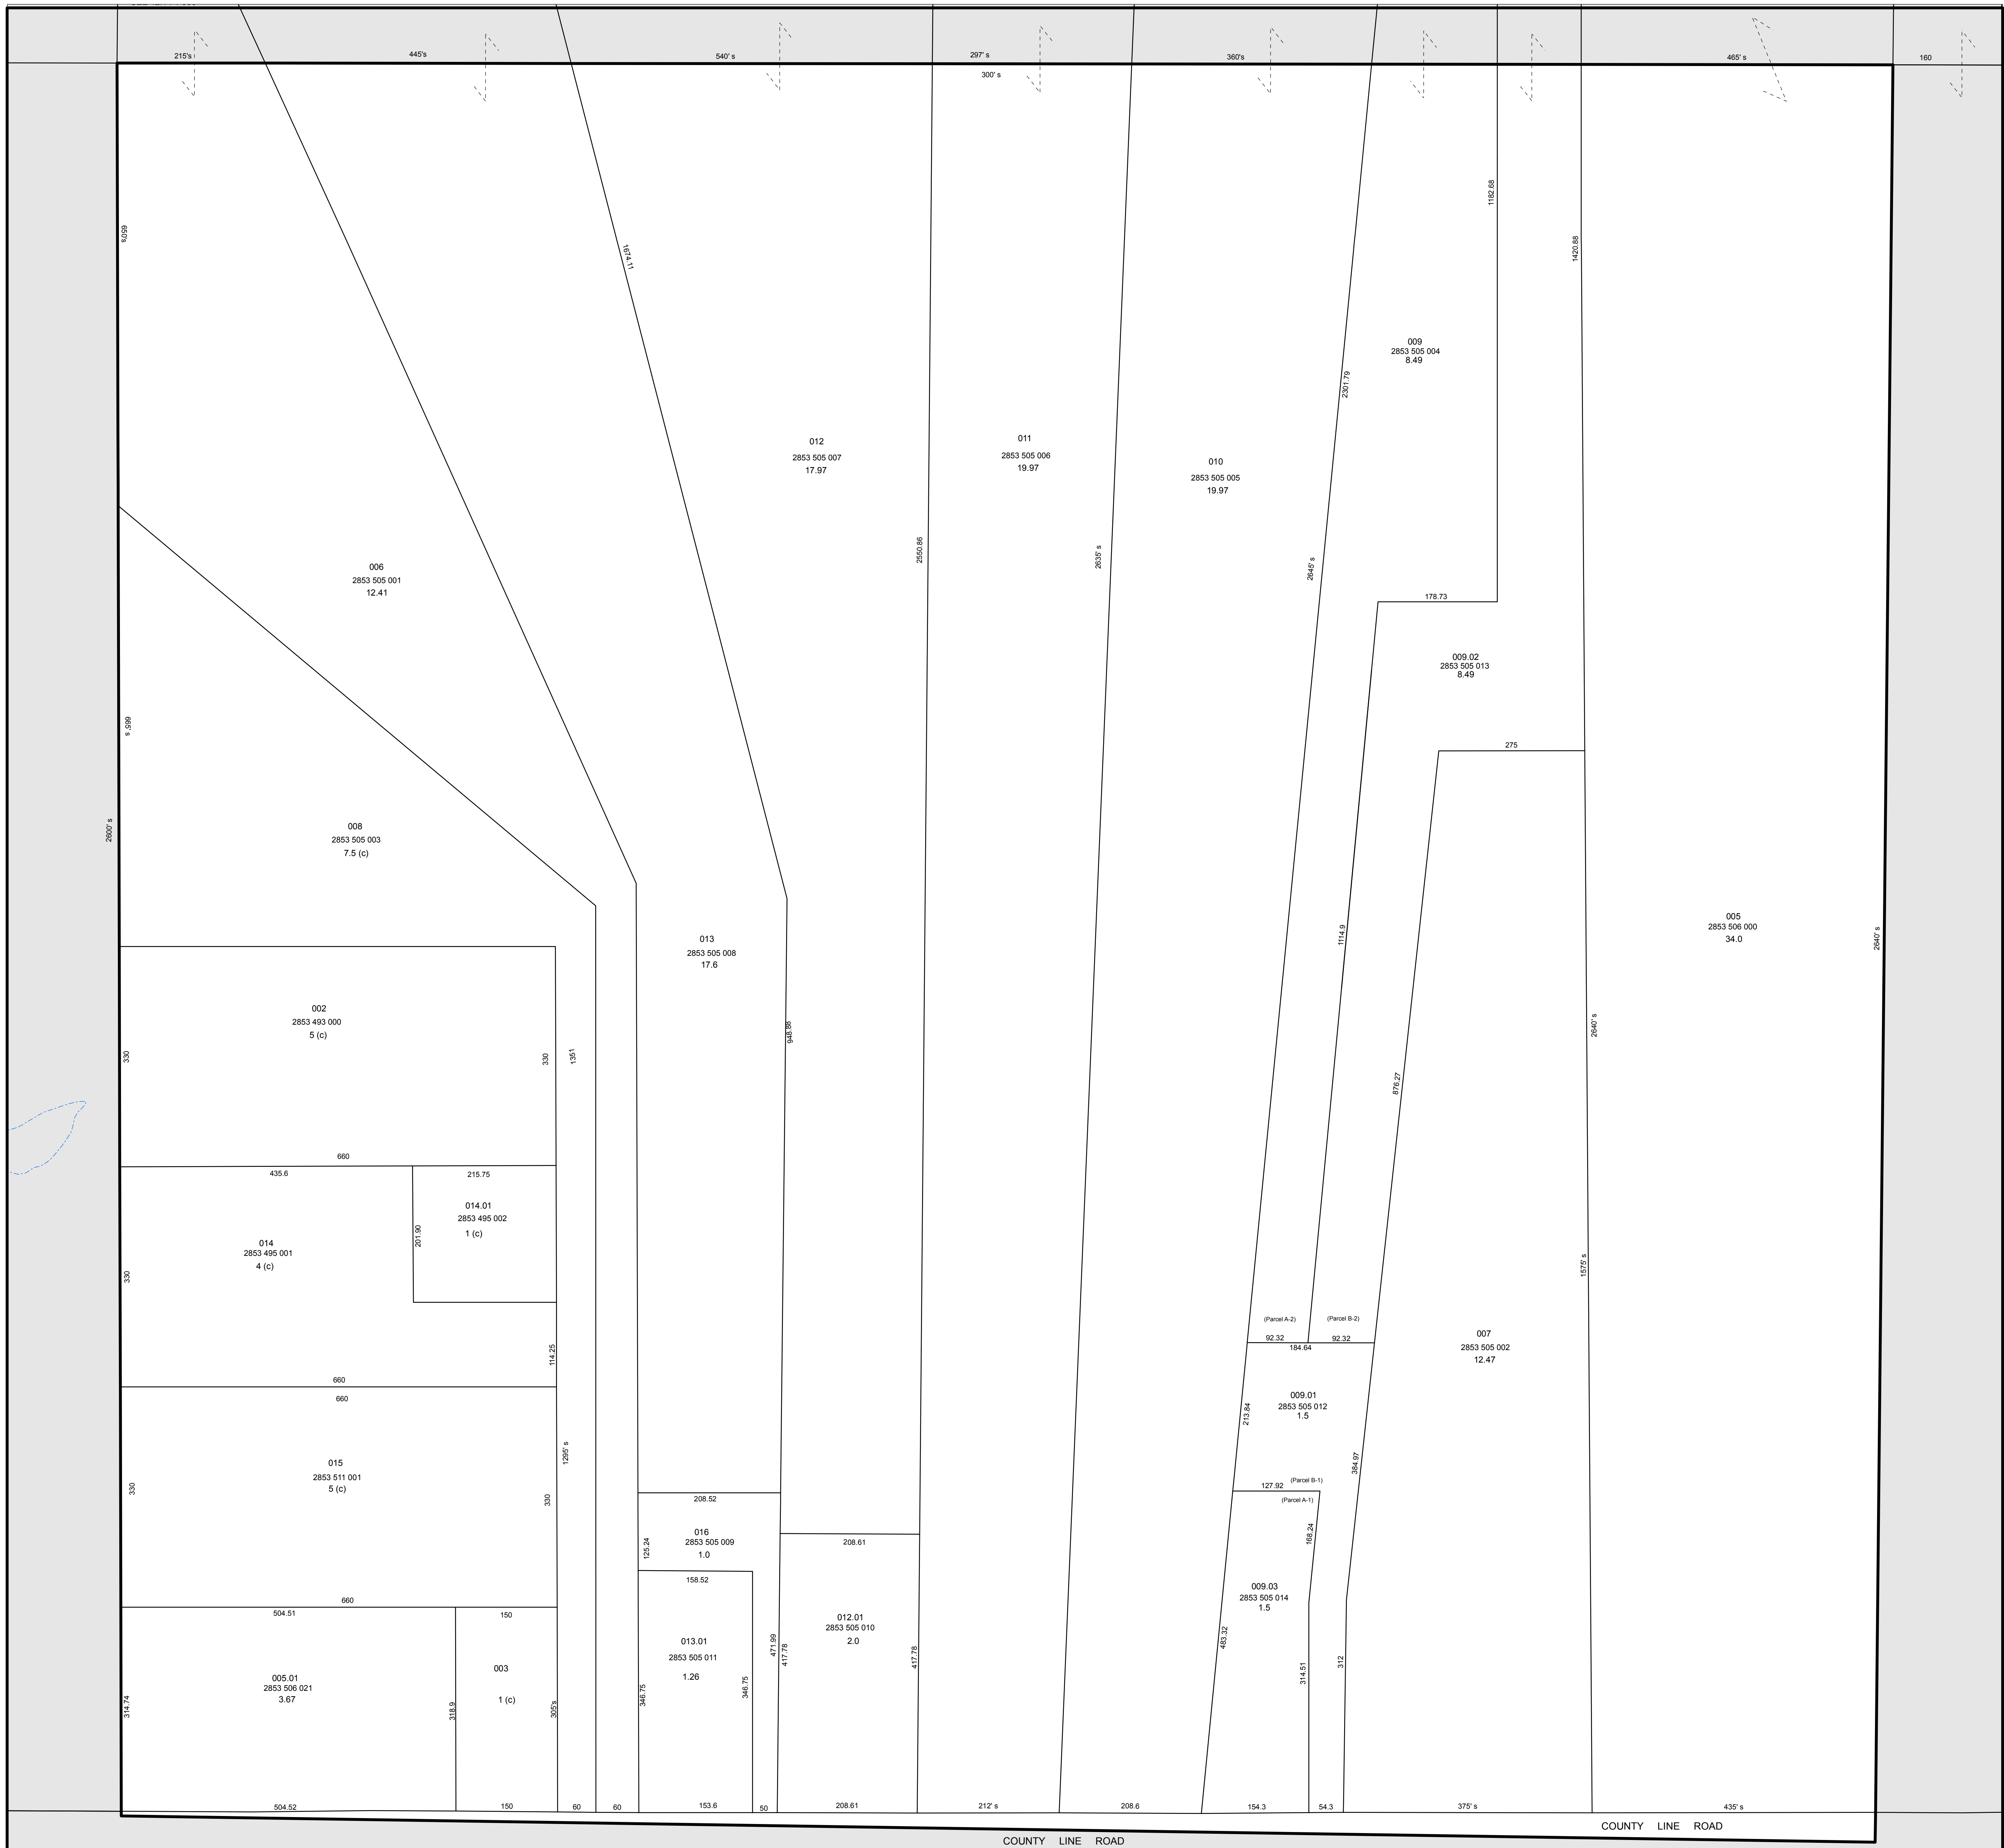 215's
445's
540' s
297' s
300' s
360's
465' s
160
650's
1674.11
1182.68
1420.88
009
2853 505 004
8.49
2301.79
012
2853 505 007
17.97
011
2853 505 006
19.97
010
2853 505 005
19.97
2550.86
2635' s
2645' s
006
2853 505 001
12.41
178.73
009.02
2853 505 013
8.49
665' s
275
2600' s
008
2853 505 003
7.5 (c)
013
2853 505 008
17.6
1114.9
005
2853 506 000
34.0
2640' s
002
2853 493 000
5 (c)
330
330
1351
948.88
2640' s
876.27
660
435.6
215.75
014.01
2853 495 002
1 (c)
201.90
014
2853 495 001
4 (c)
330
1575' s
114.25
(Parcel A-2)
(Parcel B-2)
92.32
92.32
184.64
007
2853 505 002
12.47
660
660
009.01
2853 505 012
1.5
213.84
015
2853 511 001
5 (c)
330
330
1295' s
384.97
(Parcel B-1)
127.92
(Parcel A-1)
208.52
016
2853 505 009
1.0
125.24
208.61
168.24
158.52
009.03
2853 505 014
1.5
660
504.51
150
012.01
2853 505 010
2.0
013.01
2853 505 011
1.26
471.99
417.78
417.78
483.32
003
1 (c)
005.01
2853 506 021
3.67
314.74
318.9
305's
346.75
346.75
314.51
312
504.52
150
60
60
153.6
50
208.61
212' s
208.6
154.3
54.3
375' s
435' s
COUNTY LINE ROAD
COUNTY LINE ROAD